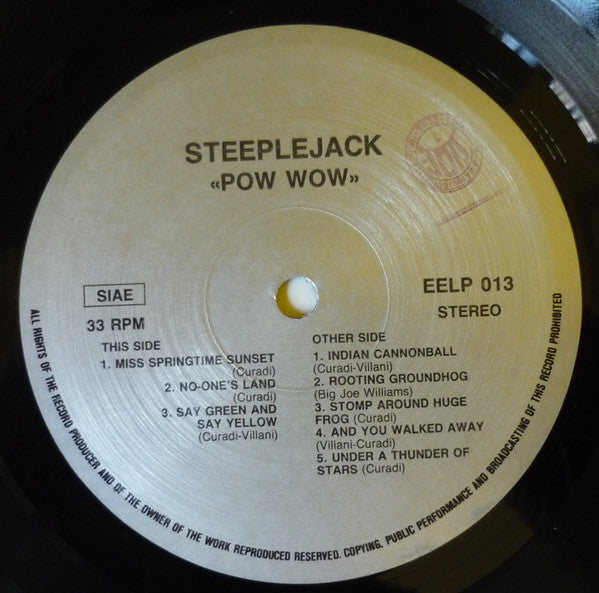 STEEPLEJACK
«POW WOW»
SIAE
33 RPM
EELP 013
STEREO
THIS SIDE
1. MISS SPRINGTIME SUNSET
(Curadi)
2. NO-ONE'S LAND
(Curadi)
3. SAY GREEN AND
SAY YELLOW
(Curadi-Villani)
OTHER SIDE
1. INDIAN CANNONBALL
(Curadi-Villani)
2. ROOTING GROUNDHOG
(Big Joe Williams)
3. STOMP AROUND HUGE
FROG (Curadi)
4. AND YOU WALKED AWAY
(Villani-Curadi)
5. UNDER A THUNDER OF
STARS (Curadi)
ALL RIGHTS OF THE RECORD PRODUCER AND OF THE OWNER OF THE WORK REPRODUCED RESERVED. COPYING, PUBLIC PERFORMANCE AND BROADCASTING OF THIS RECORD PROHIBITED